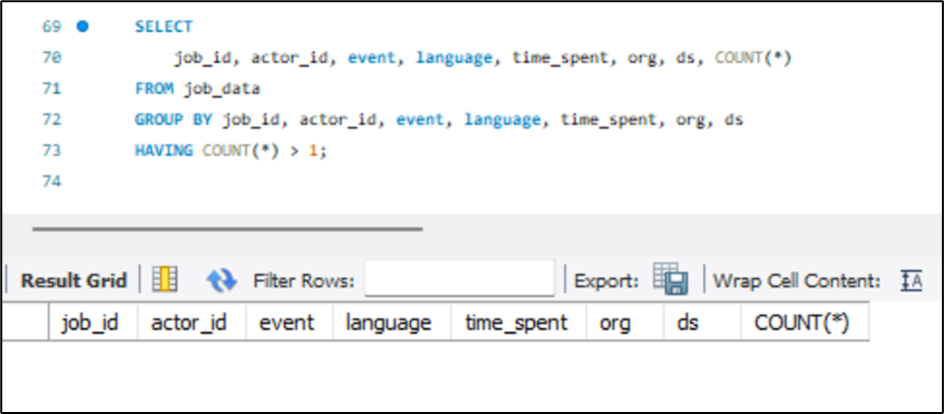 69 SELECT
70 job_id, actor_id, event, language, time_spent, org, ds, COUNT(*)
71 FROM job_data
72 GROUP BY job_id, actor_id, event, language, time_spent, org, ds
73 HAVING COUNT(*) > 1;
74
Result Grid Filter Rows: Export: Wrap Cell Content: IA
job_id actor_id event language time_spent org ds COUNT(*)